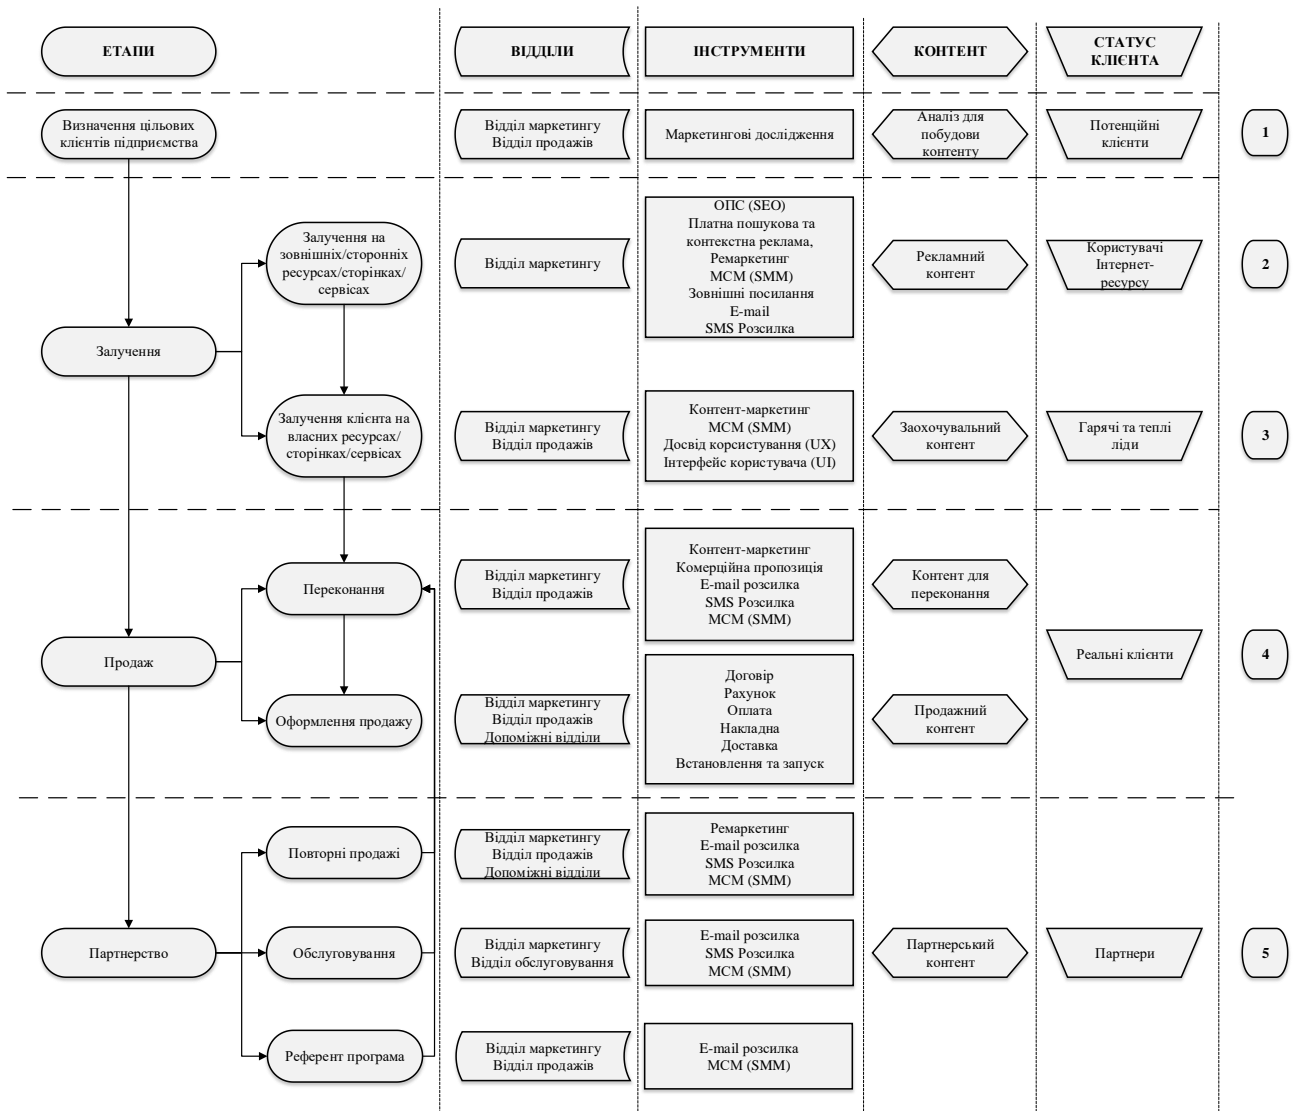 ЕТАПИ
ВІДДІЛИ
ІНСТРУМЕНТИ
КОНТЕНТ
СТАТУС
КЛІЄНТА
Визначення цільових
клієнтів підприємства
Відділ маркетингу
Відділ продажів
Маркетингові дослідження
Аналіз для
побудови
контенту
Потенційні
клієнти
1
Залучення
Залучення на
зовнішніх/сторонніх
ресурсах/сторінках/
сервісах
Відділ маркетингу
ОПС (SEO)
Платна пошукова та
контекстна реклама,
Ремаркетинг
МСМ (SMM)
Зовнішні посилання
E-mail
SMS Розсилка
Рекламний
контент
Користувачі
Інтернет-
ресурсу
2
Залучення клієнта на
власних ресурсах/
сторінках/сервісах
Відділ маркетингу
Відділ продажів
Контент-маркетинг
МСМ (SMM)
Досвід корсистування (UX)
Інтерфейс користувача (UI)
Заохочувальний
контент
Гарячі та теплі
ліди
3
Продаж
Переконання
Відділ маркетингу
Відділ продажів
Контент-маркетинг
Комерційна пропозиція
E-mail розсилка
SMS Розсилка
МСМ (SMM)
Контент для
переконання
Реальні клієнти
4
Оформлення продажу
Відділ маркетингу
Відділ продажів
Допоміжні відділи
Договір
Рахунок
Оплата
Накладна
Доставка
Встановлення та запуск
Продажний
контент
Партнерство
Повторні продажі
Відділ маркетингу
Відділ продажів
Допоміжні відділи
Ремаркетинг
E-mail розсилка
SMS Розсилка
МСМ (SMM)
Обслуговування
Відділ маркетингу
Відділ обслуговування
E-mail розсилка
SMS Розсилка
МСМ (SMM)
Партнерський
контент
Партнери
5
Референт програма
Відділ маркетингу
Відділ продажів
E-mail розсилка
МСМ (SMM)